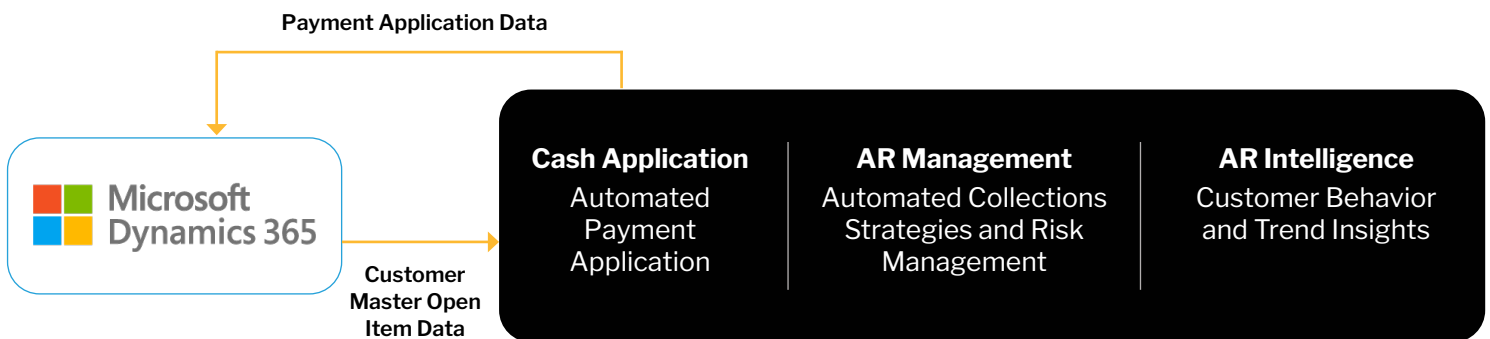 Payment Application Data
Microsoft
Dynamics 365
Customer
Master Open
Item Data
Cash Application
Automated
Payment
Application
AR Management
Automated Collections
Strategies and Risk
Management
AR Intelligence
Customer Behavior
and Trend Insights